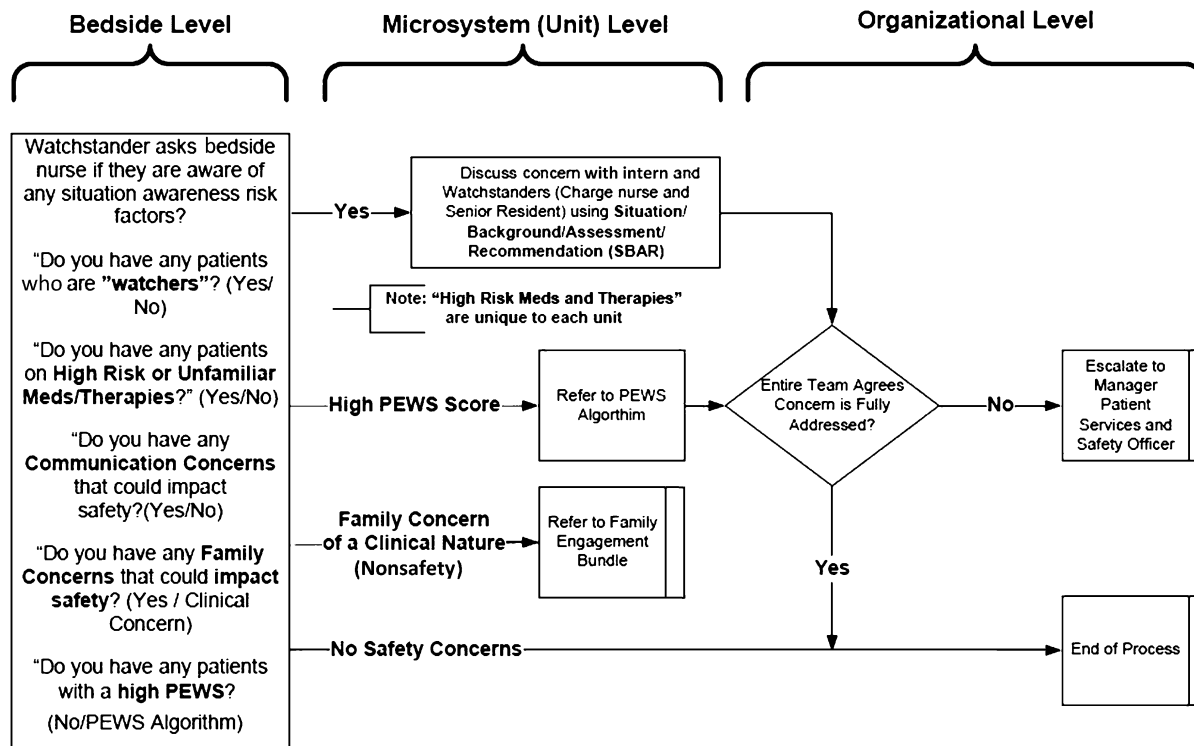 Bedside Level
Microsystem (Unit) Level
Organizational Level
Watchstander asks bedside
nurse if they are aware of
any situation awareness risk
factors?
“Do you have any patients
who are ”watchers”? (Yes/
No)
“Do you have any patients
on High Risk or Unfamiliar
Meds/Therapies?” (Yes/No)
“Do you have any
Communication Concerns
that could impact
safety?(Yes/No)
“Do you have any Family
Concerns that could impact
safety? (Yes / Clinical
Concern)
“Do you have any patients
with a high PEWS?
(No/PEWS Algorithm)
Yes
Discuss concern with intern and
Watchstanders (Charge nurse and
Senior Resident) using Situation/
Background/Assessment/
Recommendation (SBAR)
Note: “High Risk Meds and Therapies”
are unique to each unit
High PEWS Score
Refer to PEWS
Algorthim
Entire Team Agrees
Concern is Fully
Addressed?
No
Escalate to
Manager
Patient
Services and
Safety Officer
Family Concern
of a Clinical Nature
(Nonsafety)
Refer to Family
Engagement
Bundle
Yes
No Safety Concerns
End of Process